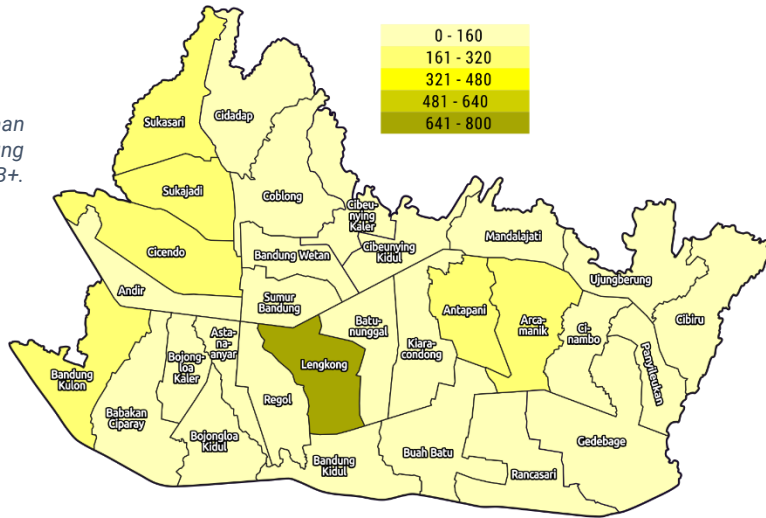 0 - 160
161 - 320
321 - 480
481 - 640
641 - 800
an
ung
B+.
Sukasari
Cidadap
Sukajadi
Coblong
Cibeu-
nying
Kaler
Cicendo
Bandung Wetan
Cibeunying
Kidul
Mandalajati
Ujungberung
Andir
Sumur
Bandung
Antapani
Arca-
manik
Ci-
nambo
Cibiru
Panyileukan
Bandung
Kulon
Bojong-
loa
Kaler
Asta-
na-
anyar
Batu-
nunggal
Kiara-
condong
Lengkong
Babakan
Ciparay
Regol
Bojongloa
Kidul
Bandung
Kidul
Buah Batu
Rancasari
Gedebage